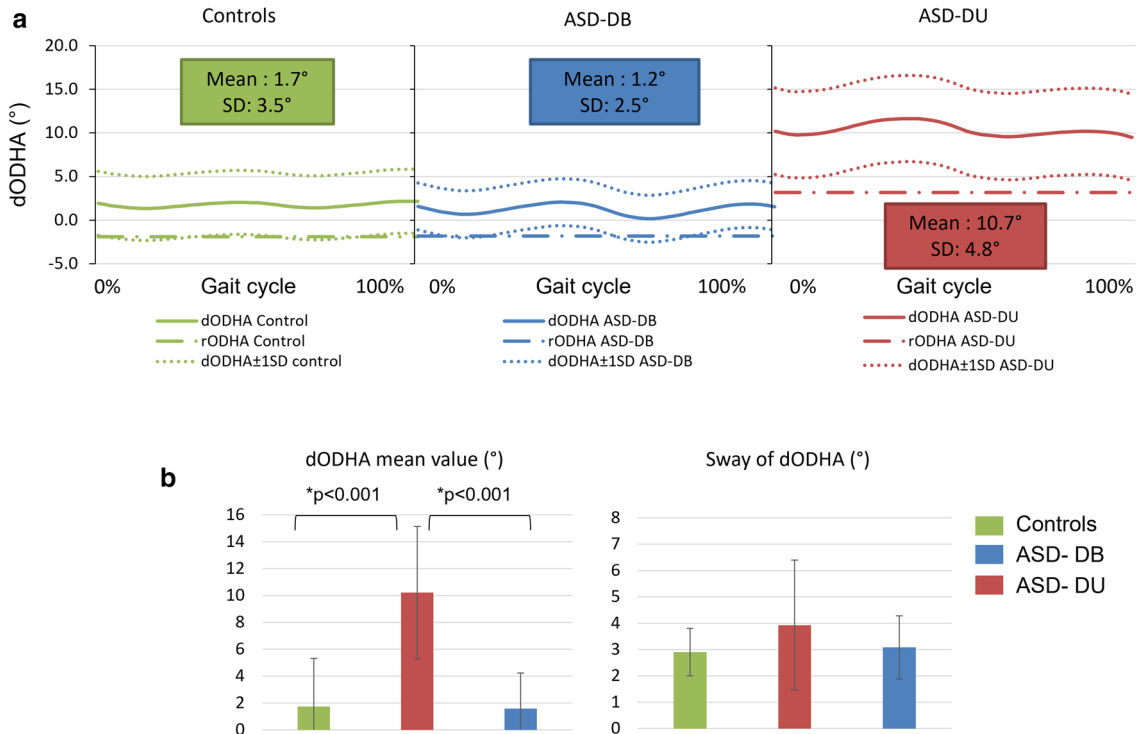 a
Controls
ASD-DB
ASD-DU
dODHA (°)
20.0
15.0
10.0
5.0
0.0
-5.0
Mean : 1.7°
SD: 3.5°
Mean : 1.2°
SD: 2.5°
Mean : 10.7°
SD: 4.8°
0% Gait cycle 100%
0% Gait cycle 100%
0% Gait cycle 100%
dODHA Control
rODHA Control
dODHA±1SD control
dODHA ASD-DB
rODHA ASD-DB
dODHA±1SD ASD-DB
dODHA ASD-DU
rODHA ASD-DU
dODHA±1SD ASD-DU
b
dODHA mean value (°)
*p<0.001 *p<0.001
16
14
12
10
8
6
4
2
0
Sway of dODHA (°)
8
7
6
5
4
3
2
1
0
Controls
ASD- DB
ASD- DU